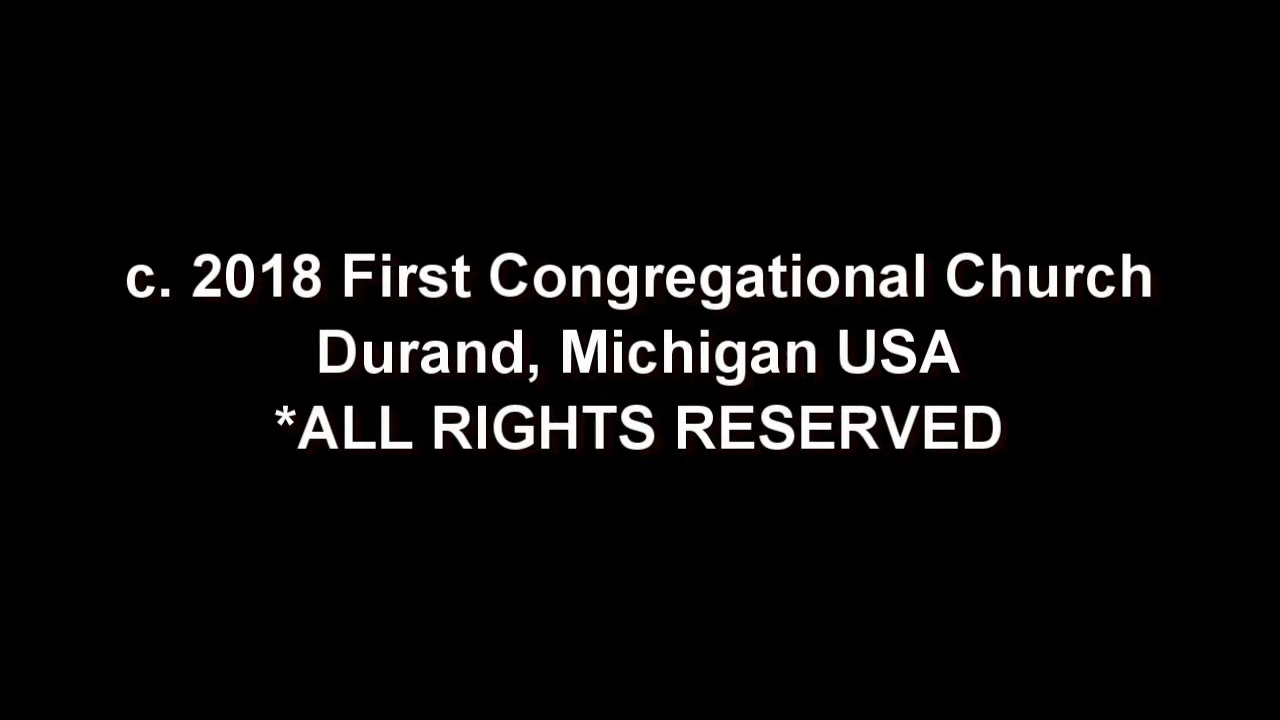 c. 2018 First Congregational Church
Durand, Michigan USA
*ALL RIGHTS RESERVED